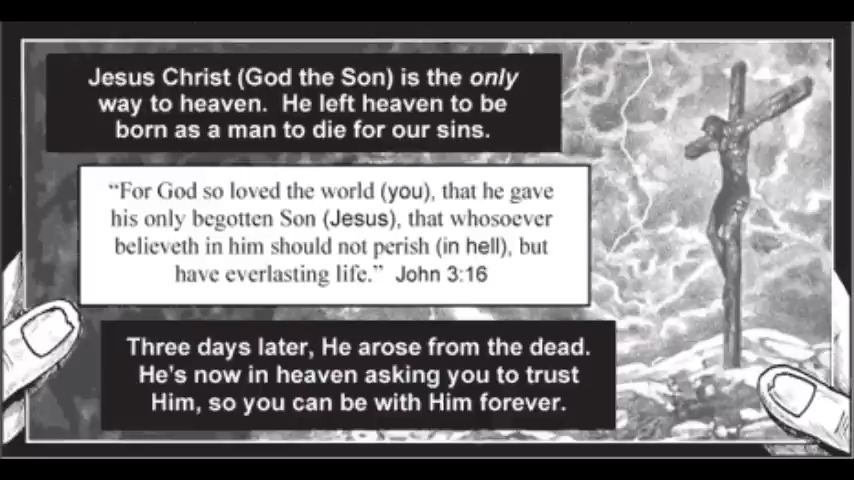 Jesus Christ (God the Son) is the only
way to heaven. He left heaven to be
born as a man to die for our sins.
“For God so loved the world (you), that he gave
his only begotten Son (Jesus), that whosoever
believeth in him should not perish (in hell), but
have everlasting life.” John 3:16
Three days later, He arose from the dead.
He's now in heaven asking you to trust
Him, so you can be with Him forever.